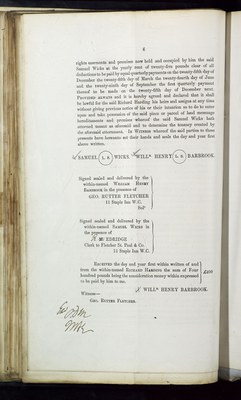 6
rights easements and premises now held and occupied by him the said
Samuel Wicks at the yearly rent of twenty-five pounds clear of all
deductions to be paid by equal quarterly payments on the twenty-fifth day of
December the twenty-fifth day of March the twenty-fourth day of June
and the twenty-ninth day of September the first quarterly payment
thereof to be made on the twenty-fifth day of December next.
PROVIDED ALWAYS and it is hereby agreed and declared that it shall
be lawful for the said Richard Harding his heirs and assigns at any time
without giving previous notice of his or their intention so to do to enter
upon and take possession of the said piece or parcel of land messuage
hereditaments and premises whereof the said Samuel Wicks hath
attorned tenant as aforesaid and to determine the tenancy created by
the aforesaid attornment. IN WITNESS whereof the said parties to these
presents have hereunto set their hands and seals the day and year first
above written.
SAMUEL L. S. WICKS. WILLM HENRY L. S. BARBROOK.
Signed sealed and delivered by the
within-named WILLIAM HENRY
BARBROOK in the presence of
GEO. RUTTER FLETCHER
11 Staple Inn W.C.
Solr
Signed sealed and delivered by the
within-named SAMUEL WICKS in
the presence of
EDRIDGE
Clerk to Fletcher & Co.
11 Staple Inn W.C.
RECEIVED the day and year first within written of and
from the within-named RICHARD HARDING the sum of Four
hundred pounds being the consideration money within expressed
to be paid by him to me.
£400
WILLM HENRY BARBROOK.
Witness—
GEO. RUTTER FLETCHER.